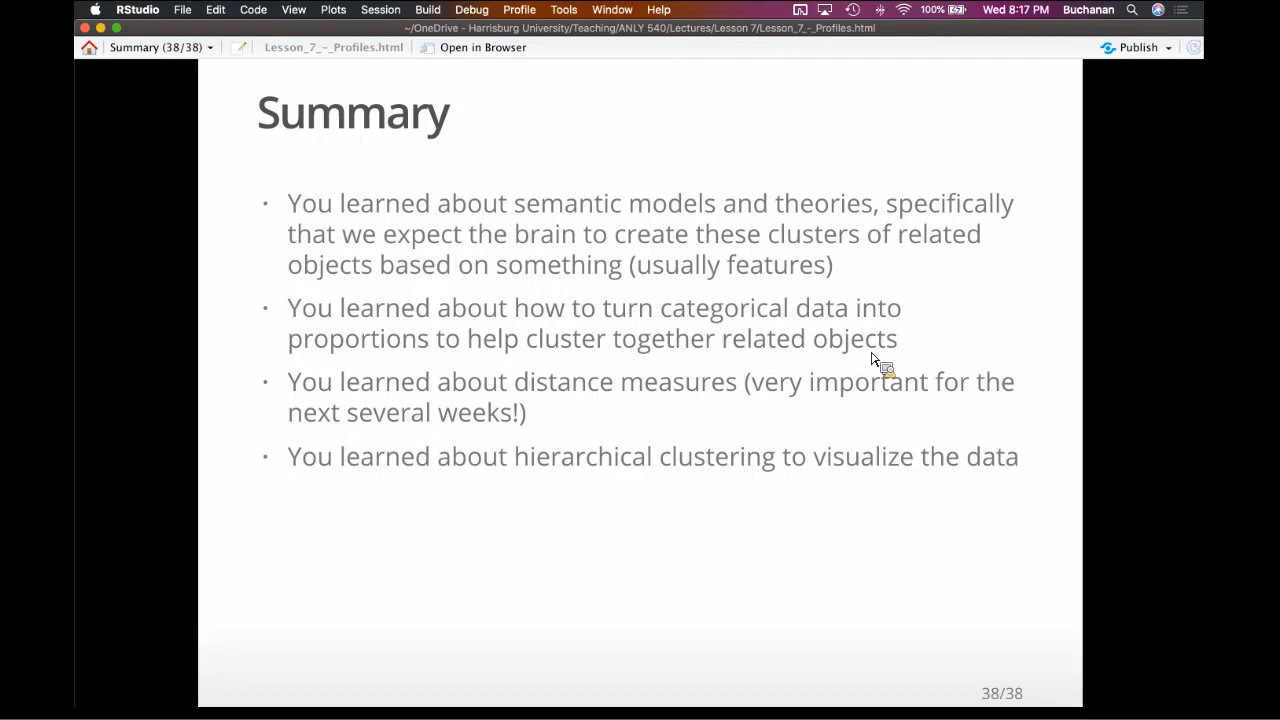 RStudio File Edit Code View Plots Session Build Debug Profile Tools Window Help 100% Wed 8:17 PM Buchanan
~/OneDrive - Harrisburg University/Teaching/ANLY 540/Lectures/Lesson 7/Lesson_7_-_Profiles.html
Summary (38/38) Lesson_7_-_Profiles.html Open in Browser Publish
Summary
• You learned about semantic models and theories, specifically
that we expect the brain to create these clusters of related
objects based on something (usually features)
• You learned about how to turn categorical data into
proportions to help cluster together related objects
• You learned about distance measures (very important for the
next several weeks!)
• You learned about hierarchical clustering to visualize the data
38/38